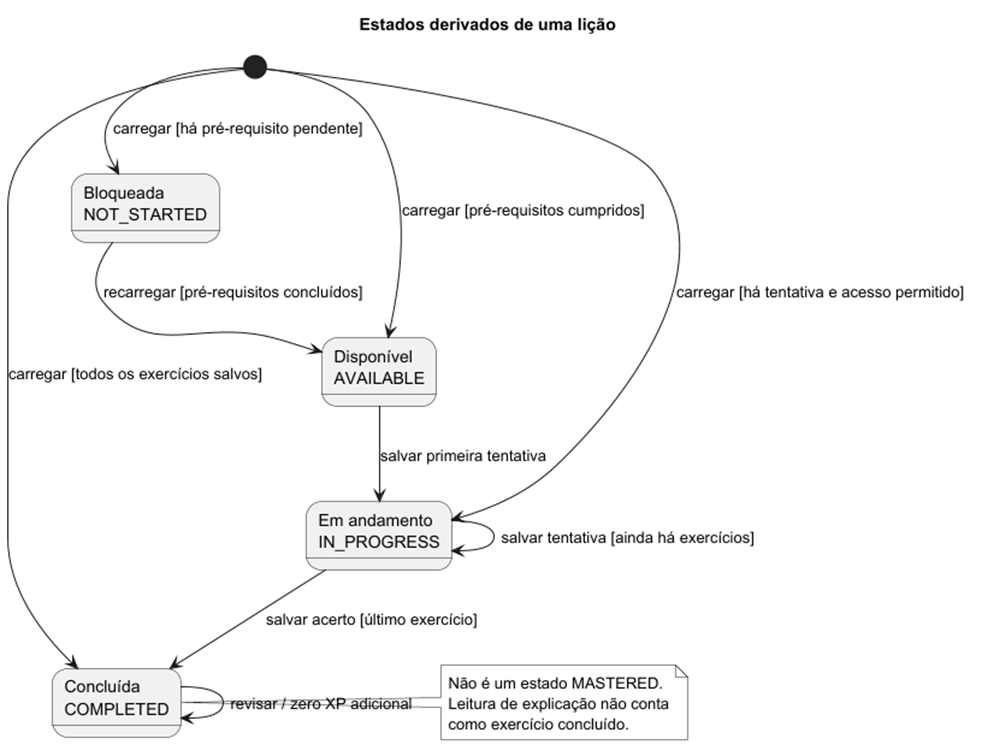 Estados derivados de uma lição
carregar [há pré-requisito pendente]
Bloqueada
NOT_STARTED
carregar [pré-requisitos cumpridos]
recarregar [pré-requisitos concluídos]
carregar [há tentativa e acesso permitido]
Disponível
AVAILABLE
carregar [todos os exercícios salvos]
salvar primeira tentativa
Em andamento
IN_PROGRESS
salvar tentativa [ainda há exercícios]
salvar acerto [último exercício]
Concluída
COMPLETED
revisar / zero XP adicional
Não é um estado MASTERED.
Leitura de explicação não conta
como exercício concluído.